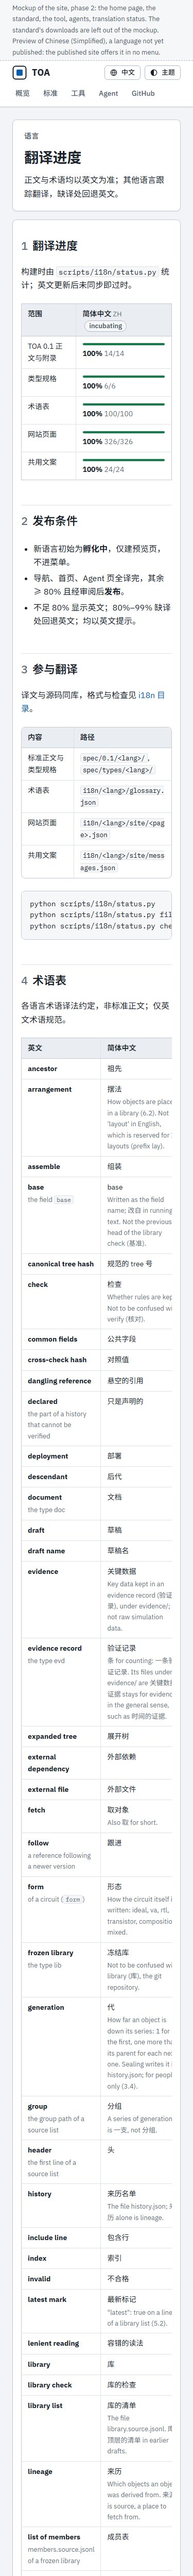 Mockup of the site, phase 2: the home page, the
standard, the tool, agents, translation status. The
standard's downloads are left out of the mockup.
Preview of Chinese (Simplified), a language not yet
published: the published site offers it in no menu.
TOA
中文
主题
概览 标准 工具 Agent GitHub
语言
翻译进度
正文与术语均以英文为准；其他语言跟
踪翻译，缺译处回退英文。
1 翻译进度
构建时由 scripts/i18n/status.py 统
计；英文更新后未同步即过时。
范围 简体中文 ZH
incubating
TOA 0.1 正
文与附录
100% 14/14
类型规格
100% 6/6
术语表
100% 100/100
网站页面
100% 326/326
共用文案
100% 24/24
2 发布条件
新语言初始为孵化中，仅建预览页，
不进菜单。
导航、首页、Agent 页全译完，其余
≥ 80% 且经审阅后发布。
不足 80% 显示英文；80%–99% 缺译
处回退英文；均以英文提示。
3 参与翻译
译文与源码同库，格式与检查见 i18n 目
录。
内容 路径
标准正文与
类型规格
spec/0.1/<lang>/,
spec/types/<lang>/
术语表
i18n/<lang>/glossary.
json
网站页面
i18n/<lang>/site/<pag
e>.json
共用文案
i18n/<lang>/site/mess
ages.json
python scripts/i18n/status.py
python scripts/i18n/status.py fil
python scripts/i18n/status.py che
4 术语表
各语言术语译法约定，非标准正文；仅英
文术语规范。
英文 简体中文
ancestor 祖先
arrangement 摆法
How objects are place
in a library (6.2). Not
'layout' in English,
which is reserved for
layouts (prefix lay).
assemble 组装
base base
the field base
Written as the field
name; 改自 in running
text. Not the previous
head of the library
check (基准).
canonical tree hash 规范的 tree 号
check 检查
Whether rules are kep
Not to be confused wi
verify (核对).
common fields 公共字段
cross-check hash 对照值
dangling reference 悬空的引用
declared 只是声明的
the part of a history
that cannot be
verified
deployment 部署
descendant 后代
document 文档
the type doc
draft 草稿
draft name 草稿名
evidence 关键数据
Key data kept in an
evidence record (验证
录), under evidence/;
not raw simulation
data.
evidence record 验证记录
the type evd
条 for counting: 一条验
证记录. Its files under
evidence/ are 关键数据
证据 stays for evidenc
in the general sense,
such as 时间的证据.
expanded tree 展开树
external
dependency
外部依赖
external file 外部文件
fetch 取对象
Also 取 for short.
follow 跟进
a reference following
a newer version
form 形态
of a circuit ( form )
How the circuit itself i
written: ideal, va, rtl,
transistor, compositio
mixed.
frozen library 冻结库
the type lib
Not to be confused wi
library (库), the git
repository.
generation 代
How far an object is
down its series: 1 for
the first, one more tha
its parent for each nex
one. Sealing writes it i
history.json; for peopl
only (3.4).
group 分组
the group path of a
source list
A series of generation
is 一支, not 分组.
header 头
the first line of a
source list
history 来历名单
The file history.json;
历 alone is lineage.
include line 包含行
index 索引
invalid 不合格
latest mark 最新标记
"latest": true on a line
of a library list (5.2).
lenient reading 容错的读法
library 库
library check 库的检查
library list 库的清单
The file
library.source.jsonl.
顶层的清单 in earlier
drafts.
lineage 来历
Which objects an obje
was derived from.
is source, a place to
fetch from.
list of members 成员表
members.source.jsonl
of a frozen library